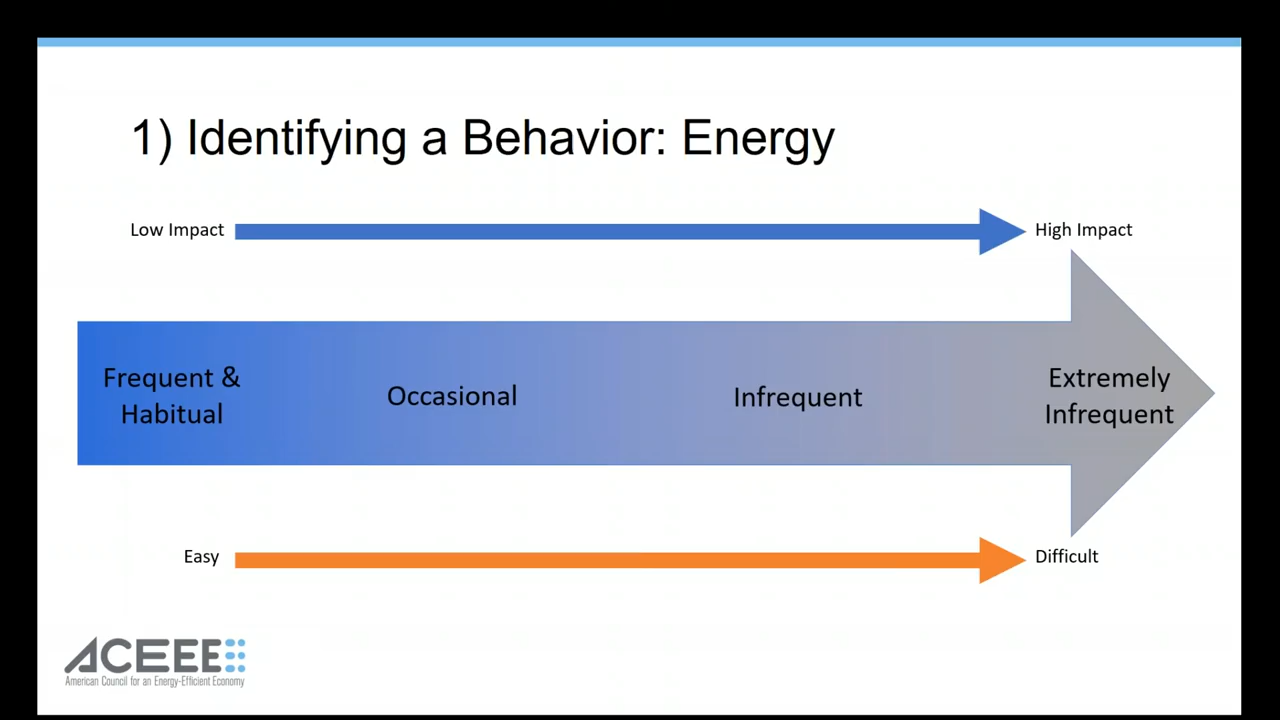 1) Identifying a Behavior: Energy
Low Impact
High Impact
Frequent &
Habitual
Occasional
Infrequent
Extremely
Infrequent
Easy
Difficult
ACEEE
American Council for an Energy-Efficient Economy